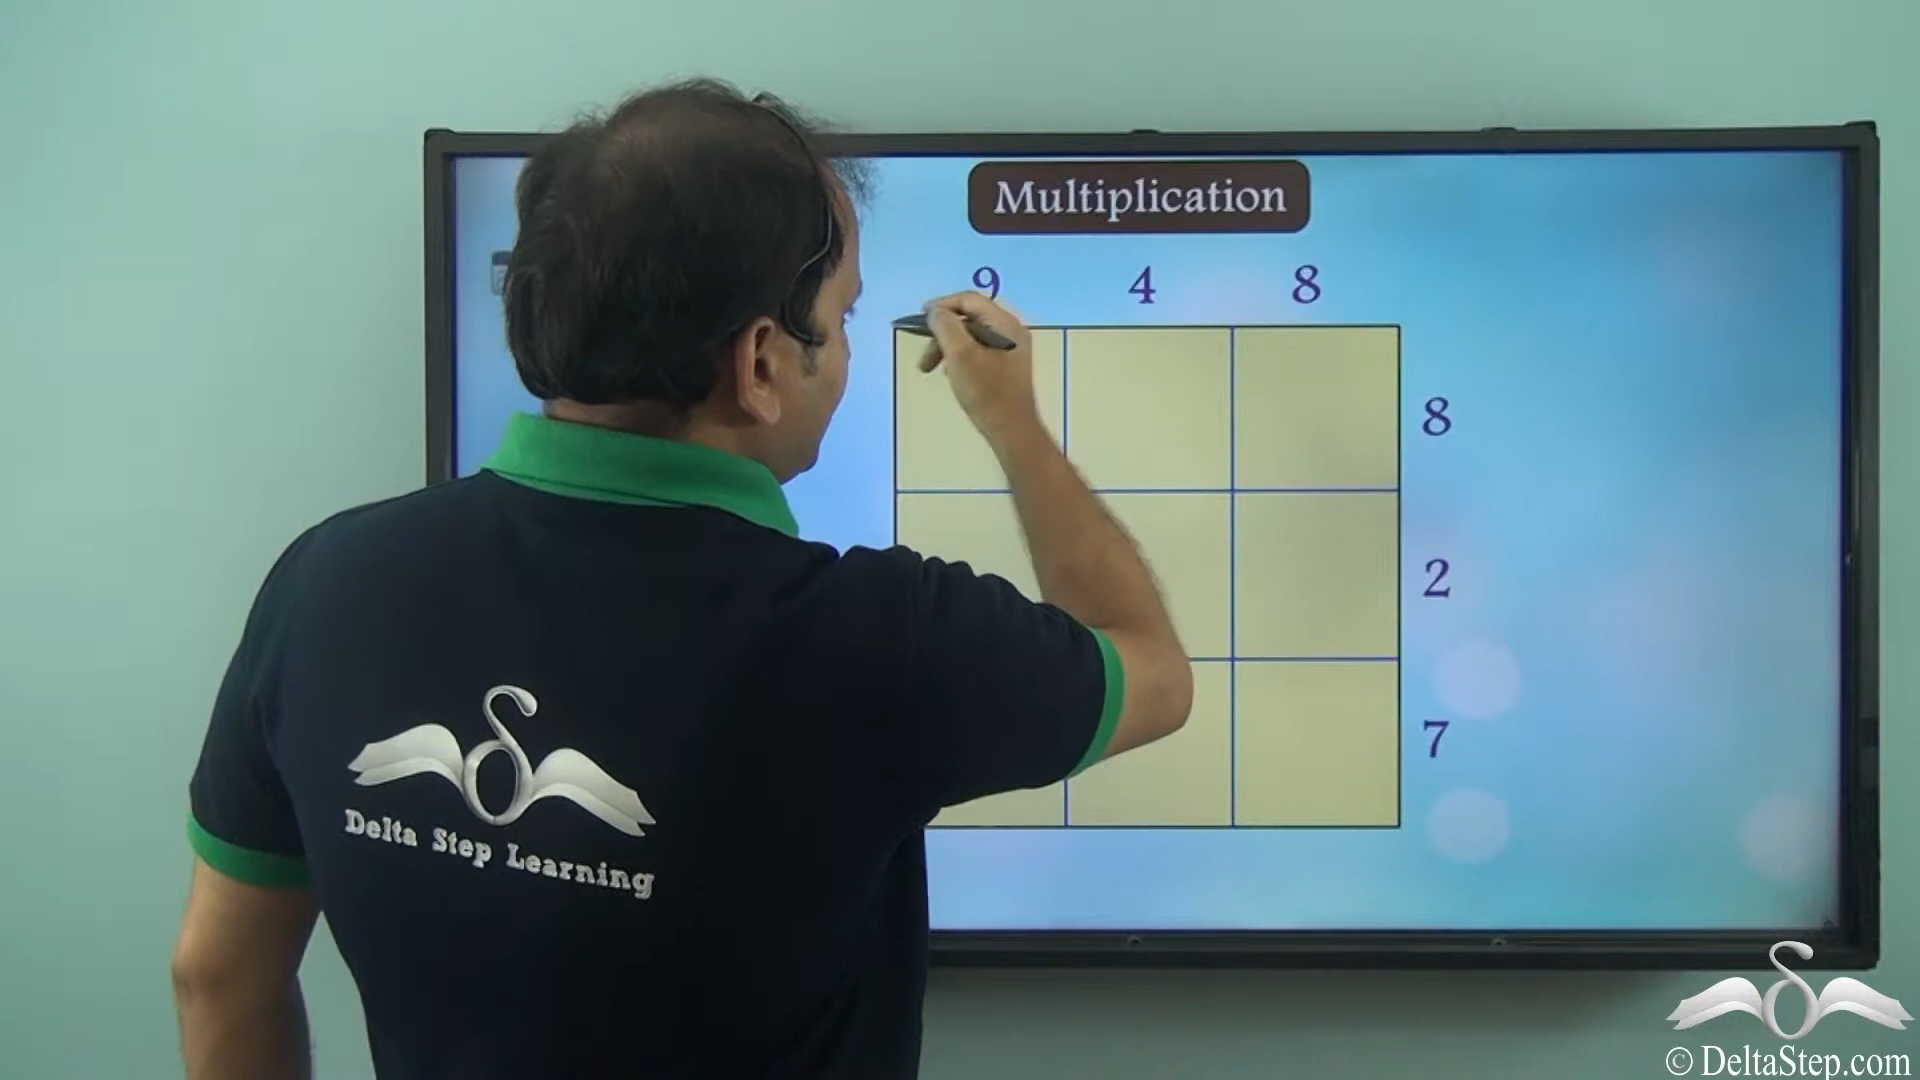 Multiplication
9 4 8
8
2
7
Delta Step Learning
© DeltaStep.com